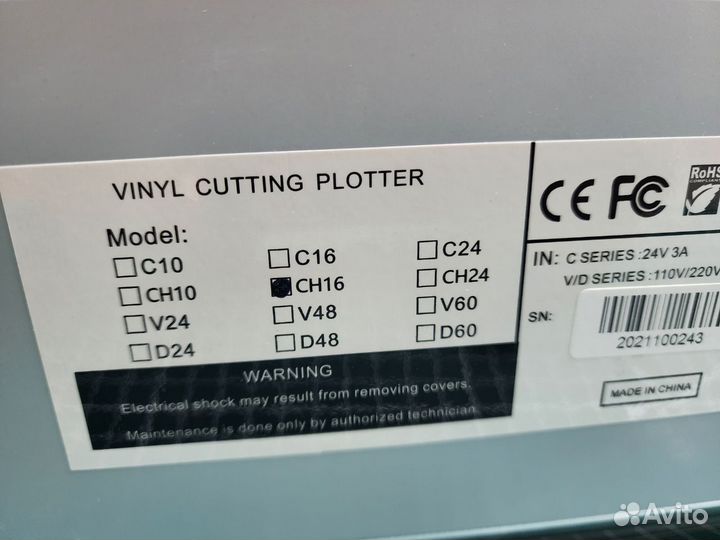 VINYL CUTTING PLOTTER
Model:
C10 C16 C24
CH10 CH16 CH24
V24 V48 V60
D24 D48 D60
WARNING
Electrical shock may result from removing covers.
Maintenance is done only by authorized technician
CE FC RoHS
COMPLIANT
IN: C SERIES :24V 3A
V/D SERIES :110V/220V
SN:
2021100243
MADE IN CHINA
Avito